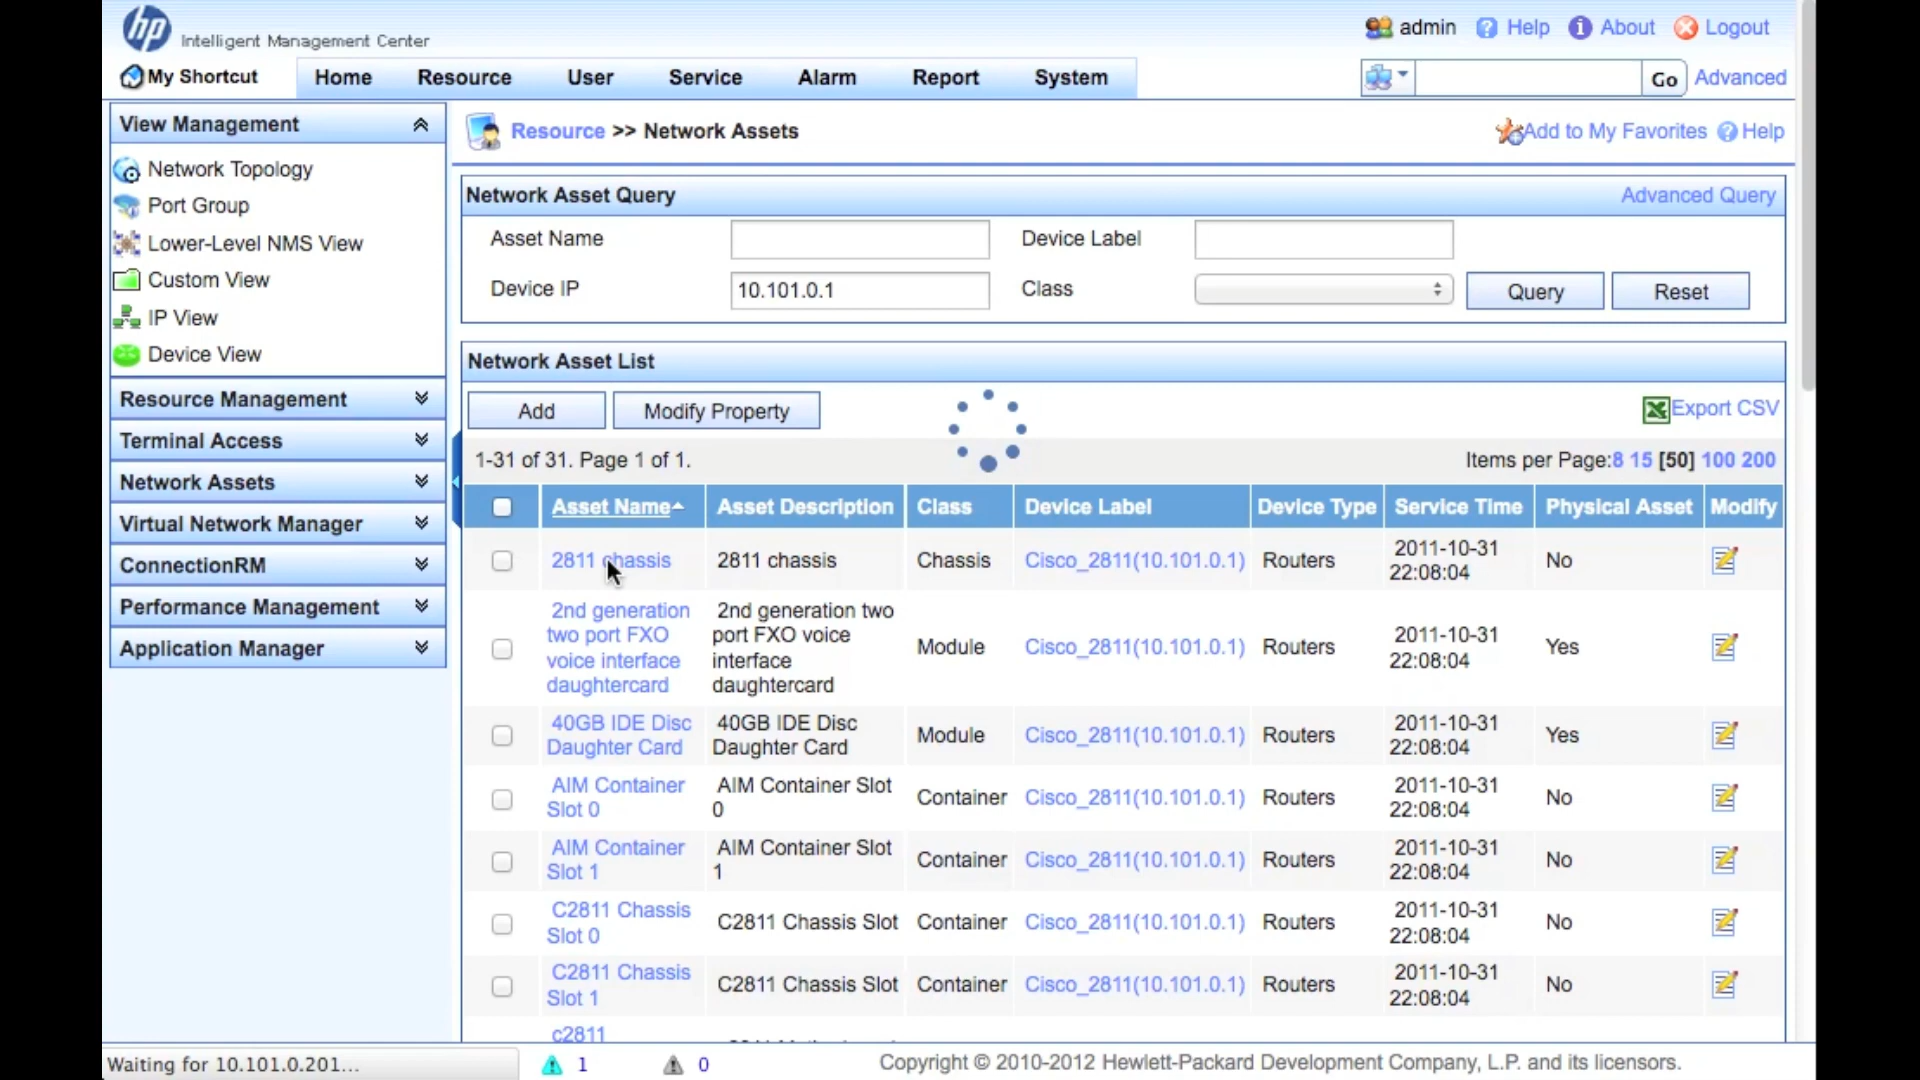 hp Intelligent Management Center
admin Help About Logout
My Shortcut Home Resource User Service Alarm Report System Go Advanced
View Management
Network Topology
Port Group
Lower-Level NMS View
Custom View
IP View
Device View
Resource Management
Terminal Access
Network Assets
Virtual Network Manager
ConnectionRM
Performance Management
Application Manager
Resource >> Network Assets
Add to My Favorites Help
Network Asset Query Advanced Query
Asset Name Device Label
Device IP 10.101.0.1 Class Query Reset
Network Asset List
Add Modify Property Export CSV
1-31 of 31. Page 1 of 1. Items per Page:8 15 [50] 100 200
Asset Name Asset Description Class Device Label Device Type Service Time Physical Asset Modify
2811 chassis 2811 chassis Chassis Cisco_2811(10.101.0.1) Routers 2011-10-31
22:08:04 No
2nd generation
two port FXO
voice interface
daughtercard
2nd generation two
port FXO voice
interface
daughtercard
Module Cisco_2811(10.101.0.1) Routers 2011-10-31
22:08:04 Yes
40GB IDE Disc
Daughter Card
40GB IDE Disc
Daughter Card
Module Cisco_2811(10.101.0.1) Routers 2011-10-31
22:08:04 Yes
AIM Container
Slot 0
AIM Container Slot
0
Container Cisco_2811(10.101.0.1) Routers 2011-10-31
22:08:04 No
AIM Container
Slot 1
AIM Container Slot
1
Container Cisco_2811(10.101.0.1) Routers 2011-10-31
22:08:04 No
C2811 Chassis
Slot 0
C2811 Chassis Slot Container Cisco_2811(10.101.0.1) Routers 2011-10-31
22:08:04 No
C2811 Chassis
Slot 1
C2811 Chassis Slot Container Cisco_2811(10.101.0.1) Routers 2011-10-31
22:08:04 No
c2811
Waiting for 10.101.0.201... 1 0 Copyright © 2010-2012 Hewlett-Packard Development Company, L.P. and its licensors.